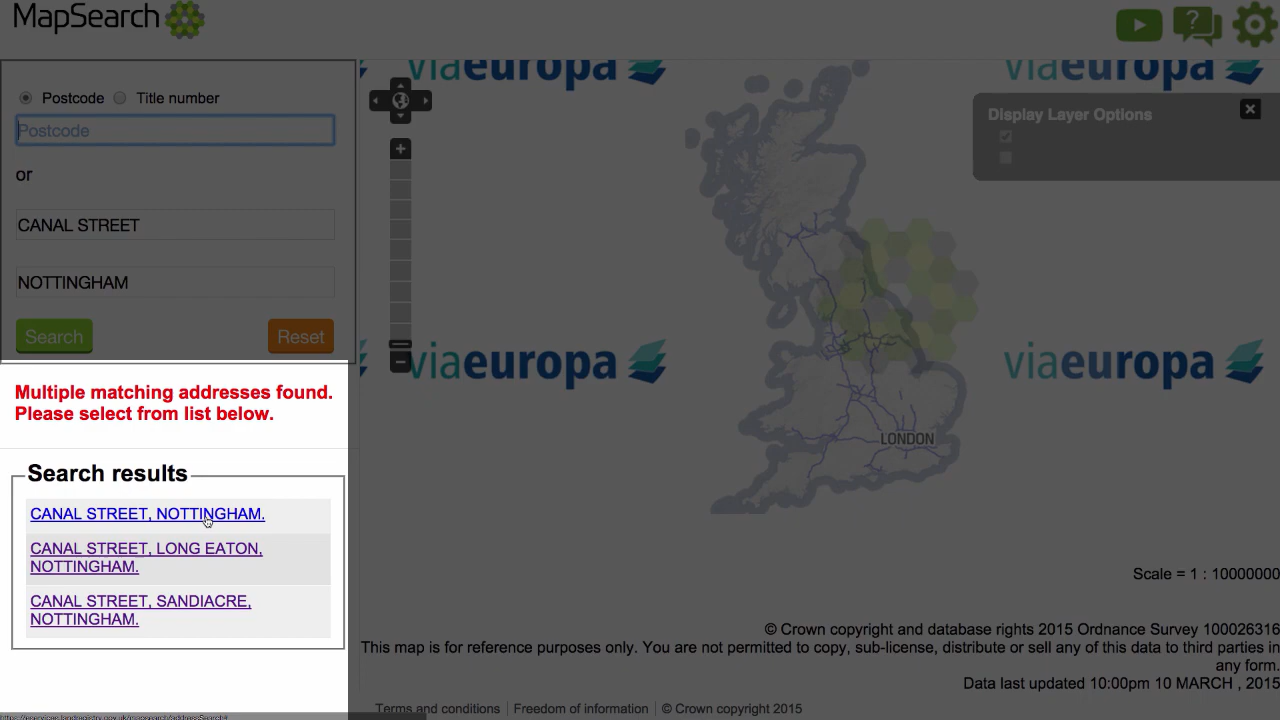 MapSearch
Postcode
Title number
Postcode
or
CANAL STREET
NOTTINGHAM
Search
Reset
Multiple matching addresses found.
Please select from list below.
Search results
CANAL STREET, NOTTINGHAM.
CANAL STREET, LONG EATON,
NOTTINGHAM.
CANAL STREET, SANDIACRE,
NOTTINGHAM.
viaeuropa
viaeuropa
Display Layer Options
viaeuropa
viaeuropa
LONDON
Scale = 1 : 10000000
© Crown copyright and database rights 2015 Ordnance Survey 100026316
This map is for reference purposes only. You are not permitted to copy, sub-license, distribute or sell any of this data to third parties in
any form.
Data last updated 10:00pm 10 MARCH , 2015
Terms and conditions
Freedom of information
© Crown copyright 2015